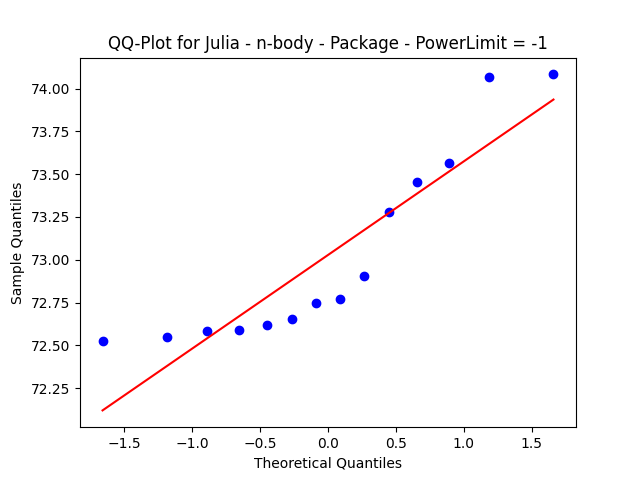 QQ-Plot for Julia - n-body - Package - PowerLimit = -1
74.00
73.75
73.50
73.25
73.00
72.75
72.50
72.25
Sample Quantiles
−1.5 −1.0 −0.5 0.0 0.5 1.0 1.5
Theoretical Quantiles